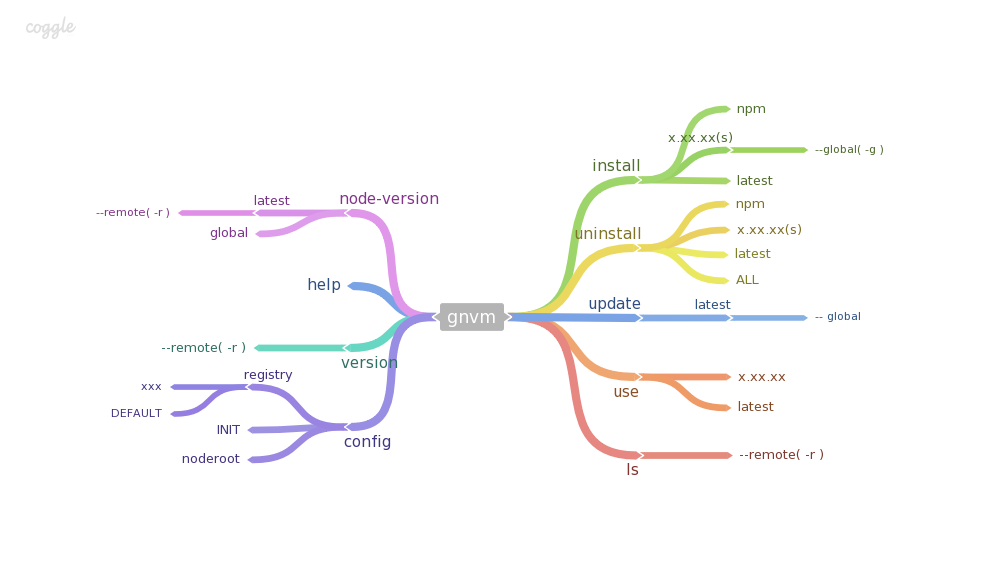 coggle
gnvm
install
npm
x.xx.xx(s)
--global( -g )
latest
uninstall
npm
x.xx.xx(s)
latest
ALL
update
latest
-- global
use
x.xx.xx
latest
ls
--remote( -r )
node-version
latest
--remote( -r )
global
help
version
--remote( -r )
config
registry
xxx
DEFAULT
INIT
noderoot